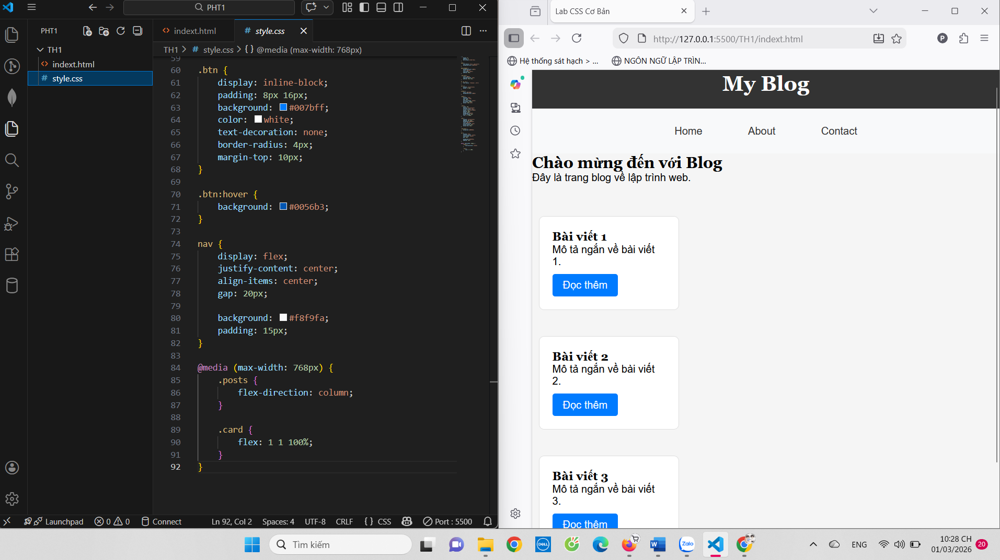 PHT1
PHT1
TH1
indext.html
style.css
indext.html
style.css
TH1 > style.css > {} @media (max-width: 768px)
59
60 .btn {
61 display: inline-block;
62 padding: 8px 16px;
63 background: #007bff;
64 color: white;
65 text-decoration: none;
66 border-radius: 4px;
67 margin-top: 10px;
68 }
69
70 .btn:hover {
71 background: #0056b3;
72 }
73
74 nav {
75 display: flex;
76 justify-content: center;
77 align-items: center;
78 gap: 20px;
79
80 background: #f8f9fa;
81 padding: 15px;
82 }
83
84 @media (max-width: 768px) {
85 .posts {
86 flex-direction: column;
87 }
88
89 .card {
90 flex: 1 1 100%;
91 }
92 }
Launchpad 0 0 Connect Ln 92, Col 2 Spaces: 4 UTF-8 CRLF {} CSS Port : 5500
Lab CSS Cơ Bản
http://127.0.0.1:5500/TH1/indext.html
P
Hệ thống sát hạch > ...
NGÔN NGỮ LẬP TRÌN...
My Blog
Home About Contact
Chào mừng đến với Blog
Đây là trang blog về lập trình web.
Bài viết 1
Mô tả ngắn về bài viết
1.
Đọc thêm
Bài viết 2
Mô tả ngắn về bài viết
2.
Đọc thêm
Bài viết 3
Mô tả ngắn về bài viết
3.
Đọc thêm
Tìm kiếm
DELL
W
Zalo
ENG
10:28 CH
01/03/2026
20